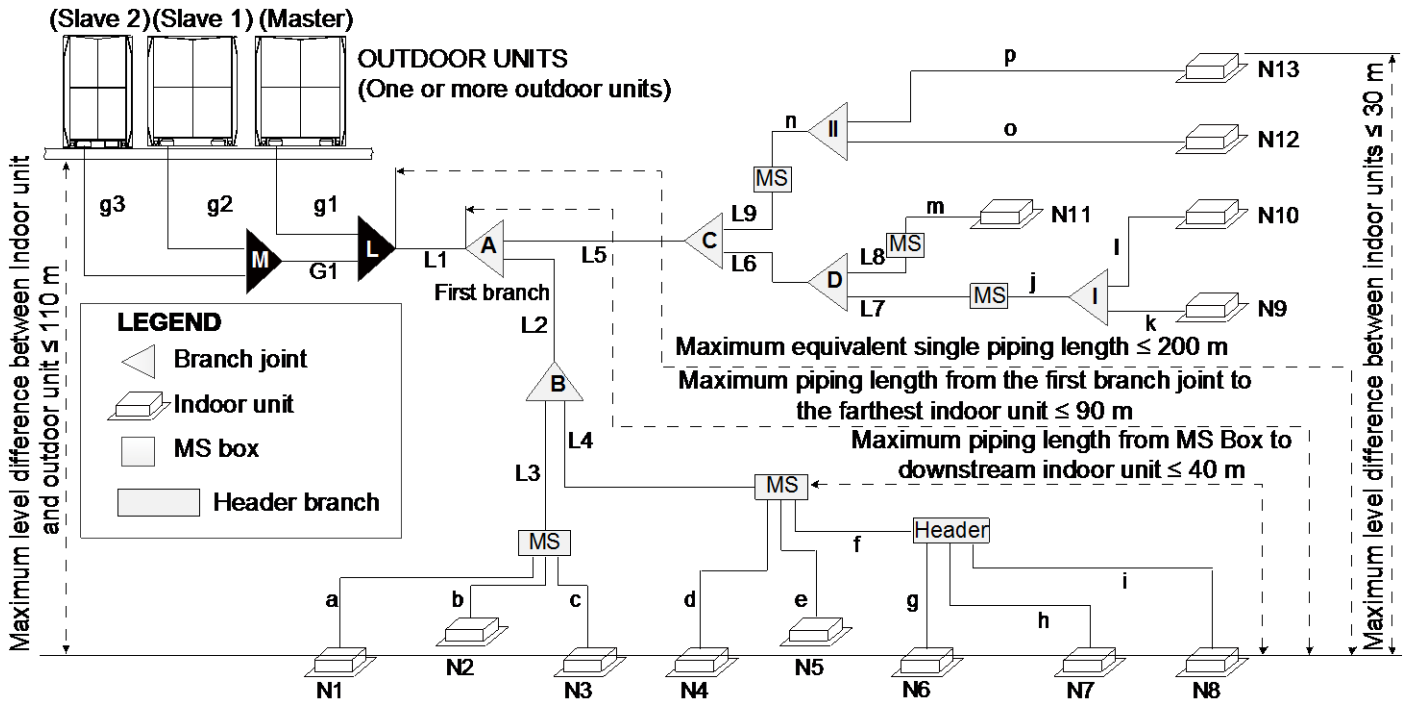 (Slave 2) (Slave 1) (Master)
OUTDOOR UNITS
(One or more outdoor units)
Maximum level difference between indoor unit
and outdoor unit ≤ 110 m
g3
g2
g1
M
G1
L
L1
A
First branch
L5
L2
C
L9
L6
MS
n
II
p
o
N13
N12
D
L8
MS
m
N11
L7
MS
j
I
l
k
N10
N9
Maximum level difference between indoor units ≤ 30 m
LEGEND
Branch joint
Indoor unit
MS box
Header branch
Maximum equivalent single piping length ≤ 200 m
Maximum piping length from the first branch joint to
the farthest indoor unit ≤ 90 m
Maximum piping length from MS Box to
downstream indoor unit ≤ 40 m
B
L3
L4
MS
MS
Header
a
b
c
d
e
f
g
h
i
N1
N2
N3
N4
N5
N6
N7
N8